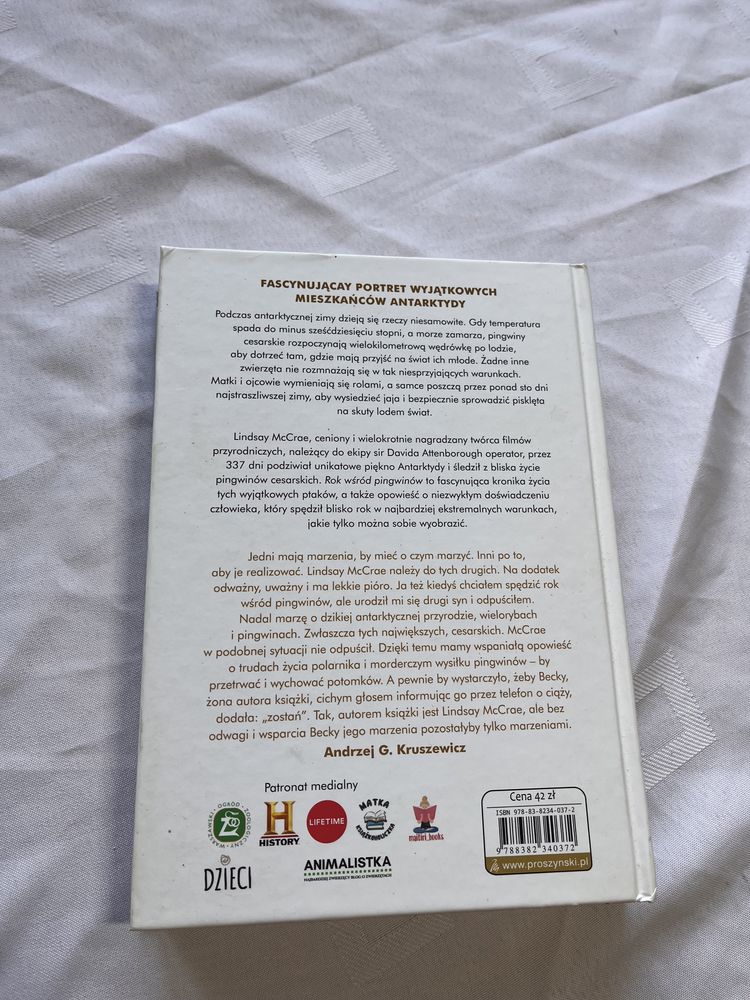 FASCYNUJĄCAY PORTRET WYJĄTKOWYCH
MIESZKAŃCÓW ANTARKTYDY
Podczas antarktycznej zimy dzieją się rzeczy niesamowite. Gdy temperatura
spada do minus sześćdziesięciu stopni, a morze zamarza, pingwiny
cesarskie rozpoczynają wielokilometrową wędrówkę po lodzie,
aby dotrzeć tam, gdzie mają przyjść na świat ich młode. Żadne inne
zwierzęta nie rozmnażają się w tak niesprzyjających warunkach.
Matki i ojcowie wymieniają się rolami, a samce poszczą przez ponad sto dni
najstraszliwszej zimy, aby wysiedzieć jaja i bezpiecznie sprowadzić pisklęta
na skuty lodem świat.
Lindsay McCrae, ceniony i wielokrotnie nagradzany twórca filmów
przyrodniczych, należący do ekipy sir Davida Attenborough operator, przez
337 dni podziwiał unikatowe piękno Antarktydy i śledził z bliska życie
pingwinów cesarskich. Rok wśród pingwinów to fascynująca kronika życia
tych wyjątkowych ptaków, a także opowieść o niezwykłym doświadczeniu
człowieka, który spędził blisko rok w najbardziej ekstremalnych warunkach,
jakie tylko można sobie wyobrazić.
Jedni mają marzenia, by mieć o czym marzyć. Inni po to,
aby je realizować. Lindsay McCrae należy do tych drugich. Na dodatek
odważny, uważny i ma lekkie pióro. Ja też kiedyś chciałem spędzić rok
wśród pingwinów, ale urodził mi się drugi syn i odpuściłem.
Nadal marzę o dzikiej antarktycznej przyrodzie, wielorybach
i pingwinach. Zwłaszcza tych największych, cesarskich. McCrae
w podobnej sytuacji nie odpuścił. Dzięki temu mamy wspaniałą opowieść
o trudach życia polarnika i morderczym wysiłku pingwinów – by
przetrwać i wychować potomków. A pewnie by wystarczyło, żeby Becky,
żona autora książki, cichym głosem informując go przez telefon o ciąży,
dodała: „zostań”. Tak, autorem książki jest Lindsay McCrae, ale bez
odwagi i wsparcia Becky jego marzenia pozostałyby tylko marzeniami.
Andrzej G. Kruszewicz
Patronat medialny
WARSZAWSKI OGRÓD ZOOLOGICZNY
H
HISTORY
LIFETIME
MATKA
KSIĄŻKOHOLICZKA
maitiri_books
DZIECI
ANIMALISTKA
NAJBARDZIEJ ZWIERZĘCY BLOG O ZWIERZĘTACH
Cena 42 zł
ISBN 978-83-8234-037-2
9 788382 340372
www.proszynski.pl